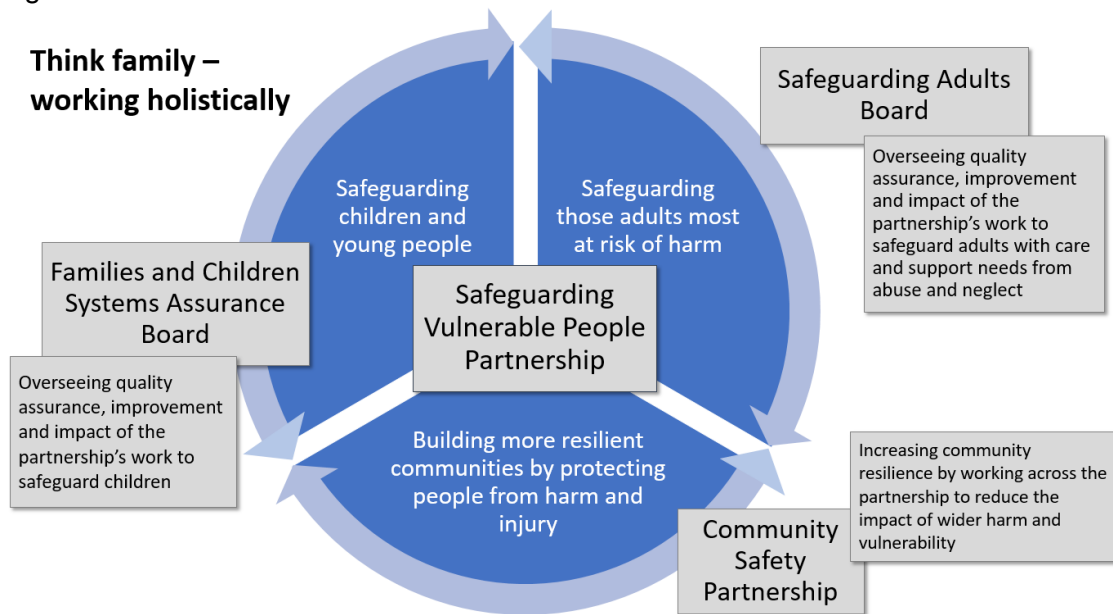 Think family –
working holistically
Safeguarding Adults
Board
Overseeing quality
assurance, improvement
and impact of the
partnership's work to
safeguard adults with care
and support needs from
abuse and neglect
Safeguarding
children and
young people
Safeguarding
those adults most
at risk of harm
Families and Children
Systems Assurance
Board
Overseeing quality
assurance, improvement
and impact of the
partnership's work to
safeguard children
Safeguarding
Vulnerable People
Partnership
Building more resilient
communities by protecting
people from harm and
injury
Increasing community
resilience by working across the
partnership to reduce the
impact of wider harm and
vulnerability
Community
Safety
Partnership